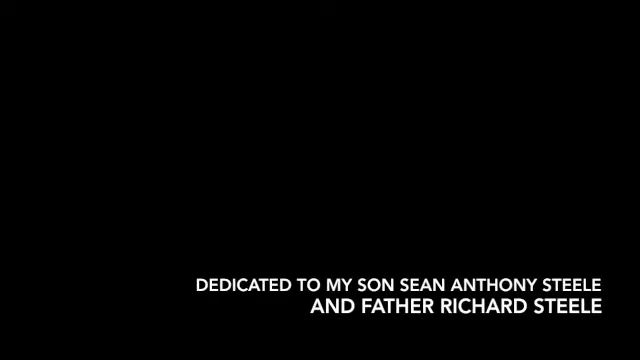 DEDICATED TO MY SON SEAN ANTHONY STEELE
AND FATHER RICHARD STEELE